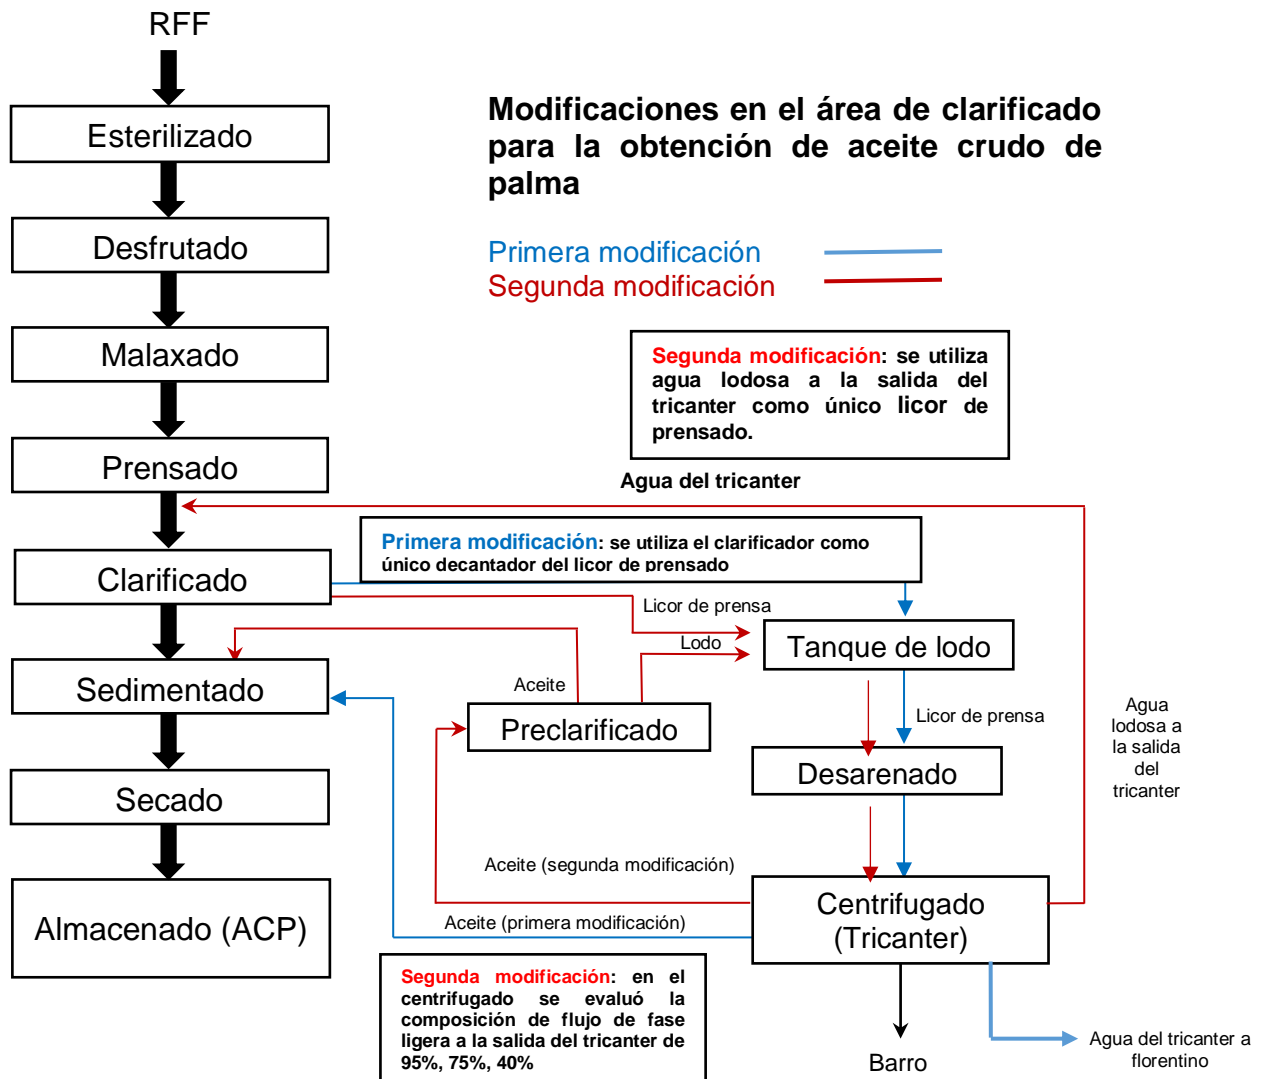 RFF
Esterilizado
Desfrutado
Malaxado
Prensado
Clarificado
Sedimentado
Secado
Almacenado (ACP)
Modificaciones en el área de clarificado
para la obtención de aceite crudo de
palma
Primera modificación
Segunda modificación
Segunda modificación: se utiliza
agua lodosa a la salida del
tricanter como único licor de
prensado.
Agua del tricanter
Primera modificación: se utiliza el clarificador como
único decantador del licor de prensado
Licor de prensa
Lodo
Tanque de lodo
Aceite
Preclarificado
Licor de prensa
Desarenado
Agua
lodosa a
la salida
del
tricanter
Aceite (segunda modificación)
Centrifugado
(Tricanter)
Aceite (primera modificación)
Segunda modificación: en el
centrifugado se evaluó la
composición de flujo de fase
ligera a la salida del tricanter de
95%, 75%, 40%
Barro
Agua del tricanter a
florentino